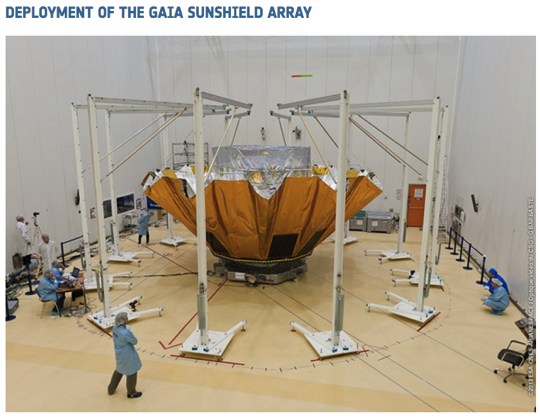 DEPLOYMENT OF THE GAIA SUNSHIELD ARRAY